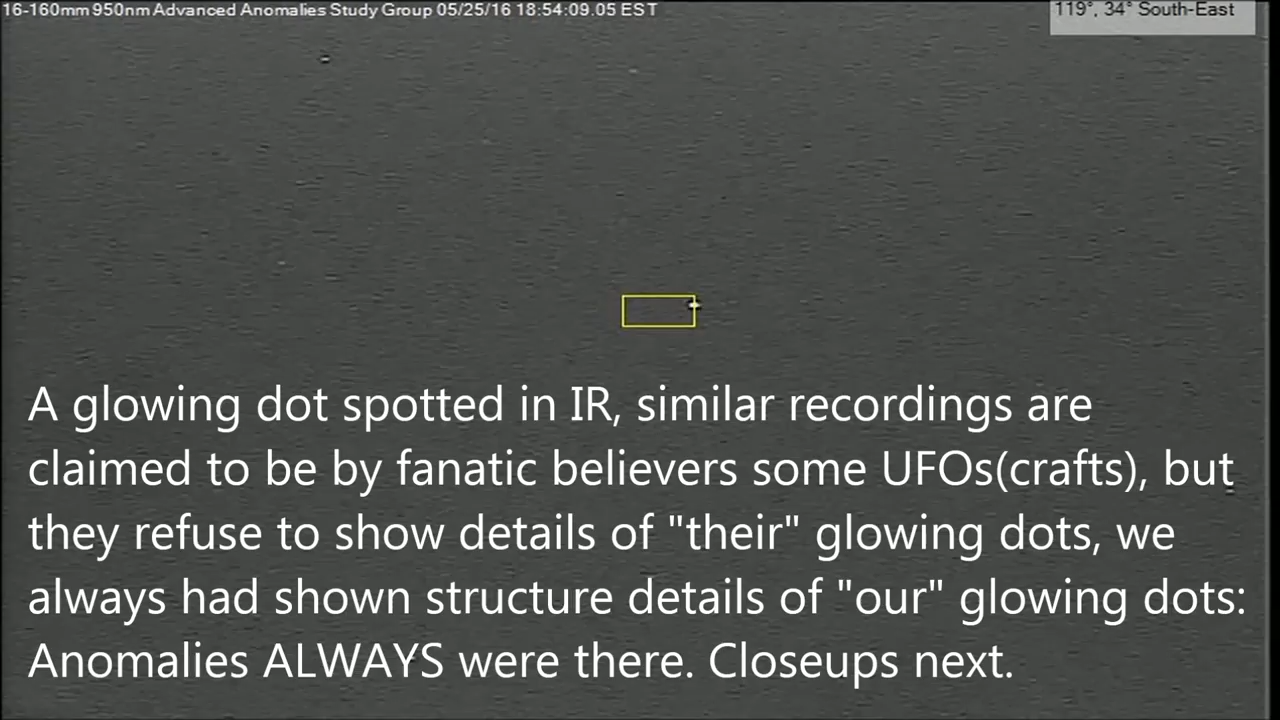 16-160mm 950nm Advanced Anomalies Study Group 05/25/16 18:54:09.05 EST
119°, 34° South-East
A glowing dot spotted in IR, similar recordings are
claimed to be by fanatic believers some UFOs(crafts), but
they refuse to show details of "their" glowing dots, we
always had shown structure details of "our" glowing dots:
Anomalies ALWAYS were there. Closeups next.